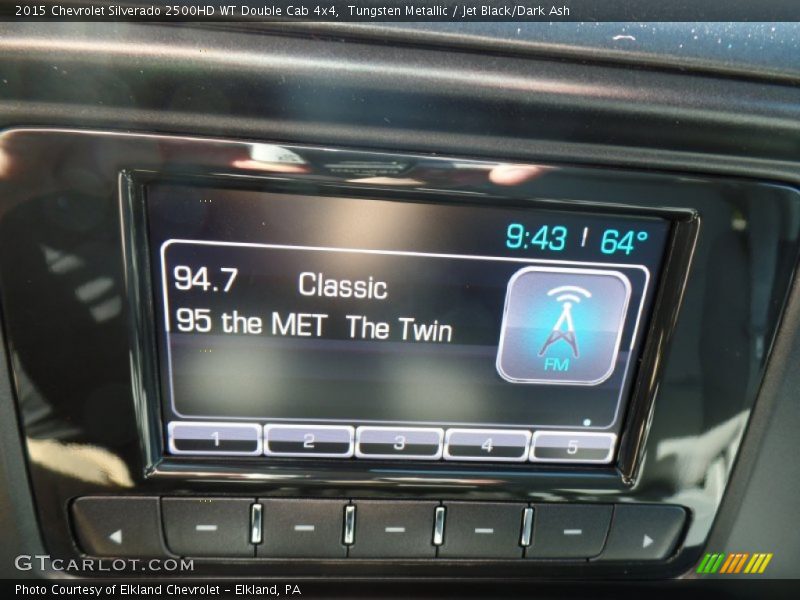 2015 Chevrolet Silverado 2500HD WT Double Cab 4x4, Tungsten Metallic / Jet Black/Dark Ash
9:43 | 64°
94.7 Classic
95 the MET The Twin
FM
1 2 3 4 5
GTCARLOT.COM
Photo Courtesy of Elkland Chevrolet - Elkland, PA